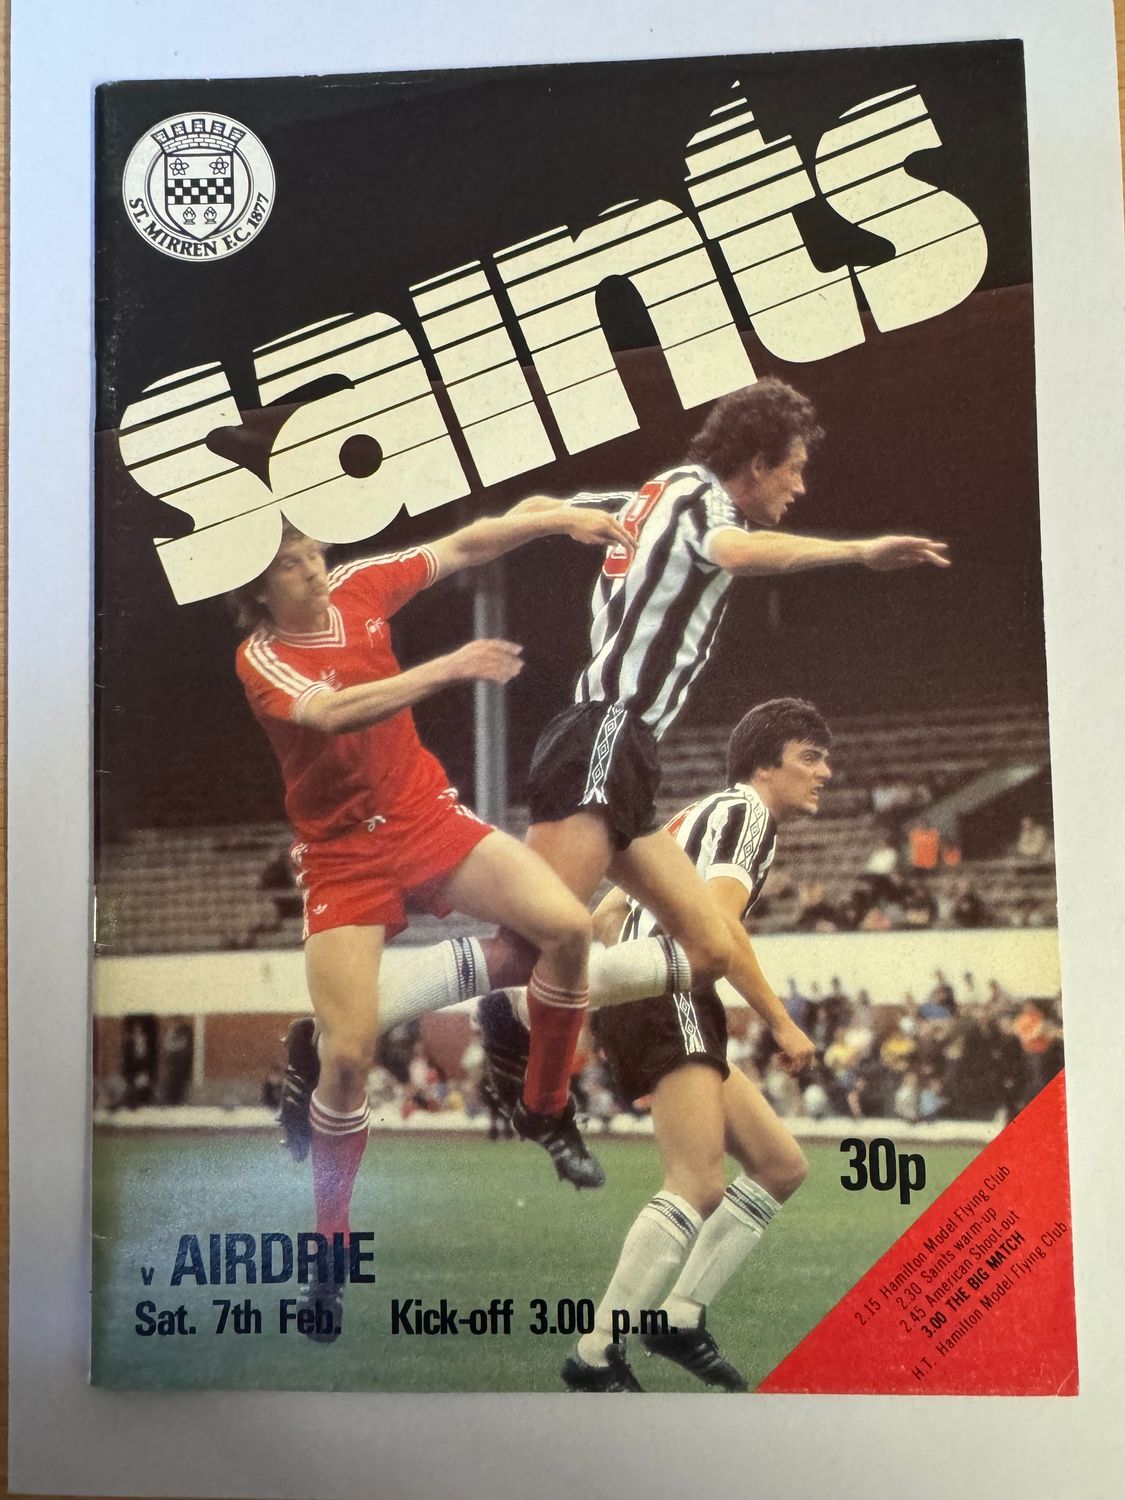 ST. MIRREN F.C. 1877
saints
8
30p
2.15 Hamilton Model Flying Club
2.30 Saints warm-up
2.45 American Shoot-out
3.00 THE BIG MATCH
H.T. Hamilton Model Flying Club
v AIRDRIE
Sat. 7th Feb. Kick-off 3.00 p.m.